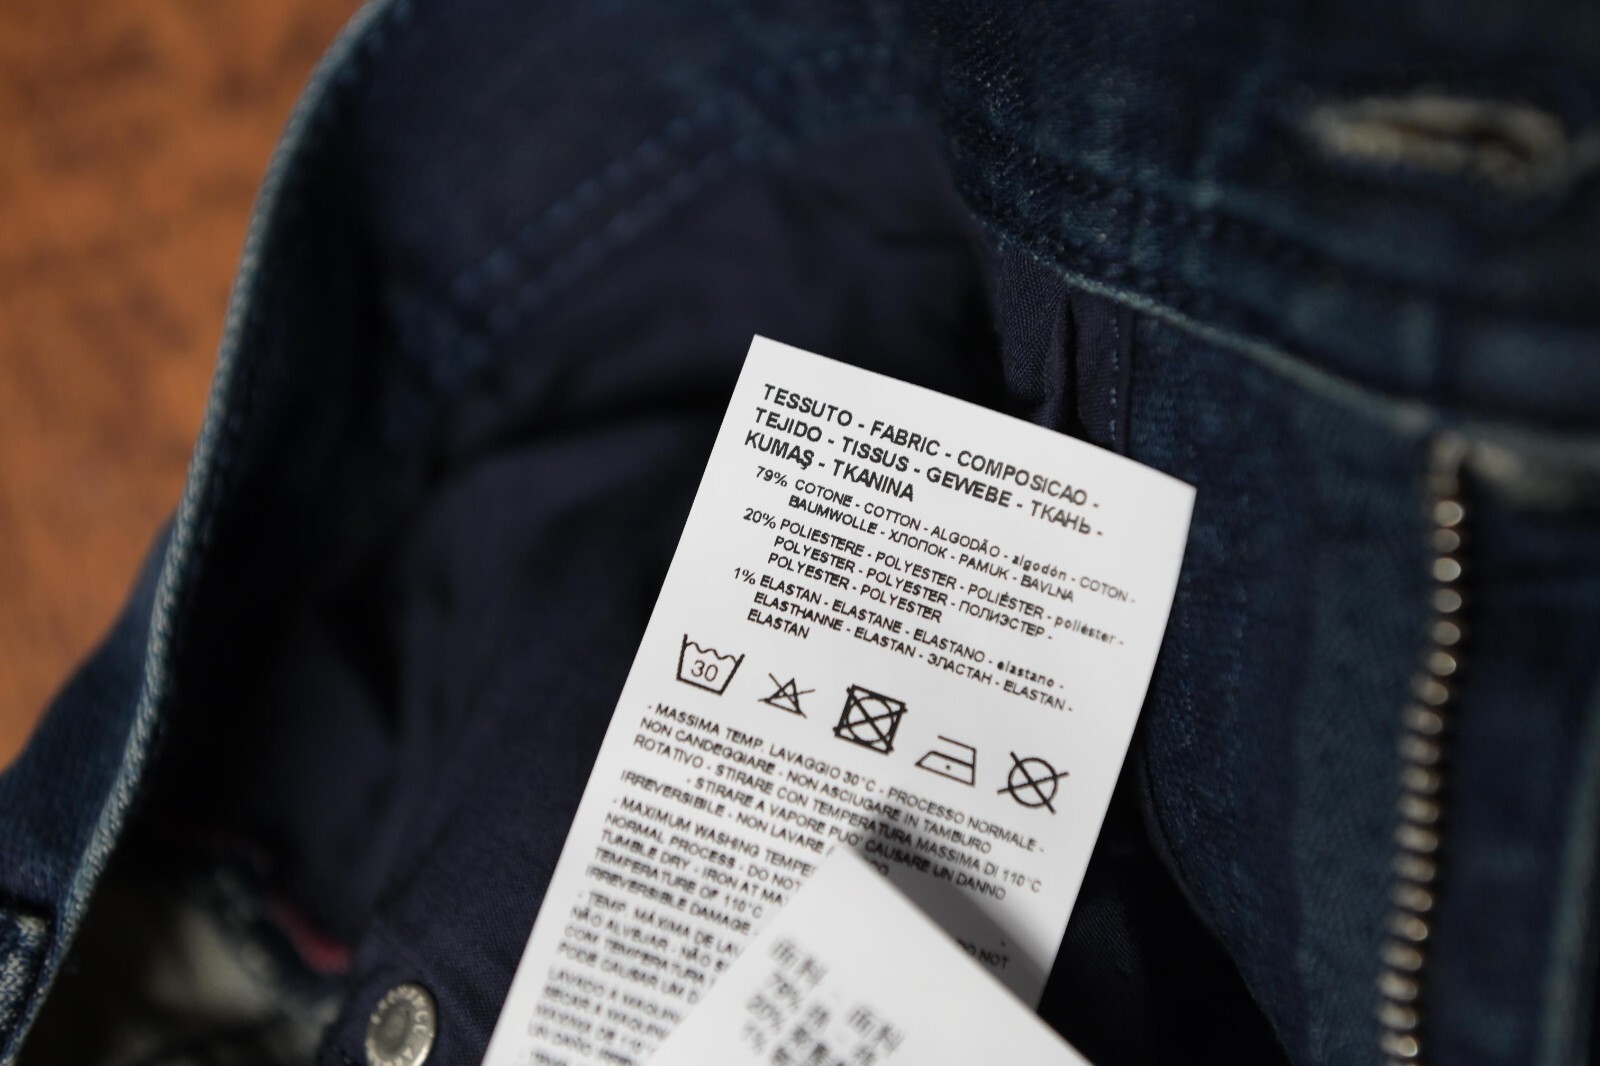 TESSUTO - FABRIC - COMPOSICAO -
TEJIDO - TISSUS - GEWEBE - ТКАНЬ -
KUMAŞ - TKANINA
79% COTONE - COTTON - ALGODÃO - algodón - COTON -
BAUMWOLLE - ХЛОПОК - PAMUK - BAVLNA
20% POLIESTERE - POLYESTER - POLIÉSTER - poliéster -
POLYESTER - POLYESTER - ПОЛИЭСТЕР -
POLYESTER - POLYESTER
1% ELASTAN - ELASTANE - ELASTANO - elastano -
ELASTHANNE - ELASTAN - ЭЛАСТАН - ELASTAN -
ELASTAN
30
- MASSIMA TEMP. LAVAGGIO 30°C - PROCESSO NORMALE -
NON CANDEGGIARE - NON ASCIUGARE IN TAMBURO
ROTATIVO - STIRARE CON TEMPERATURA MASSIMA DI 110°C
- STIRARE A VAPORE PUO' CAUSARE UN DANNO
IRREVERSIBILE - NON LAVARE
- MAXIMUM WASHING
NORMAL PROCESS - DO NOT
TUMBLE DRY - IRON AT
TEMPERATURE OF 110°C
IRREVERSIBLE DAMAGE -
DO NOT
- TEMP. MÁXIMA DE
NÃO ALVEJAR - NÃO
COM TEMPERATURA
PODE CAUSAR UM